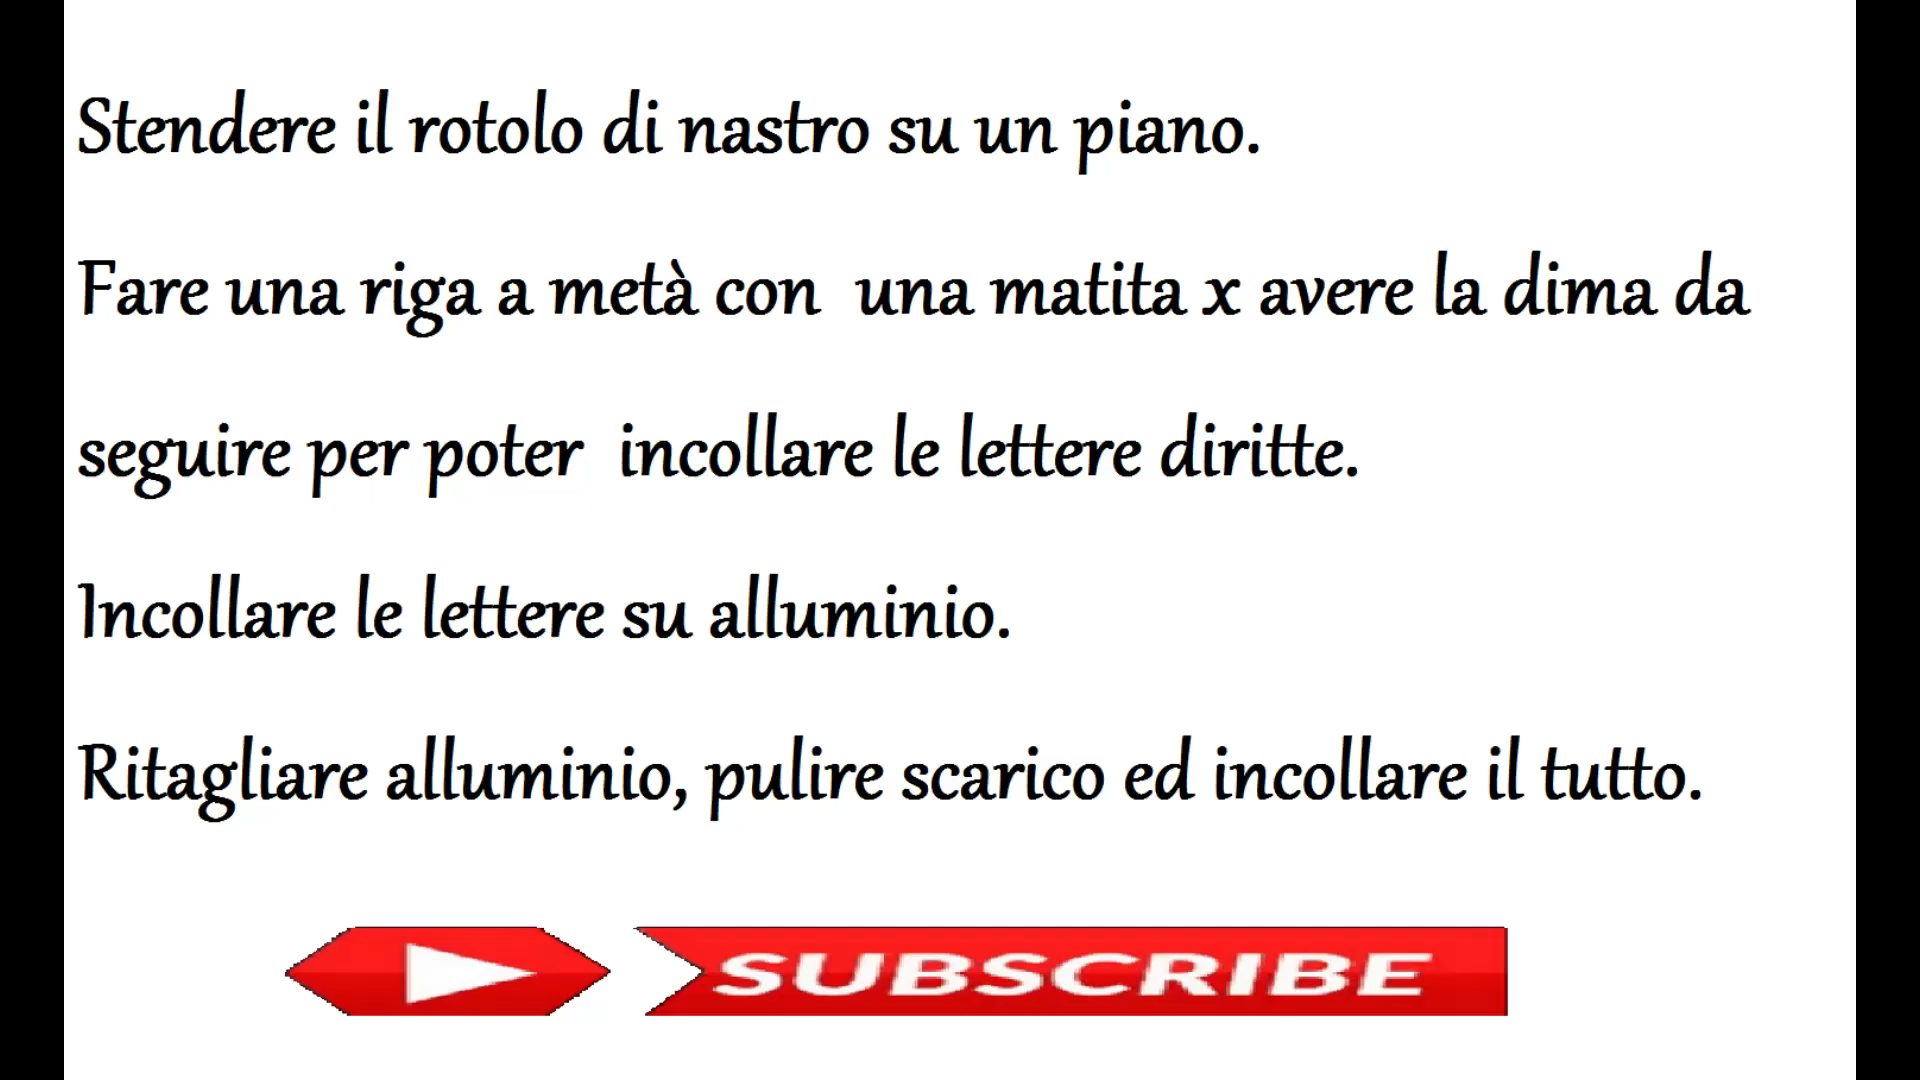 Stendere il rotolo di nastro su un piano.
Fare una riga a metà con  una matita x avere la dima da
seguire per poter  incollare le lettere diritte.
Incollare le lettere su alluminio.
Ritagliare alluminio, pulire scarico ed incollare il tutto.
SUBSCRIBE